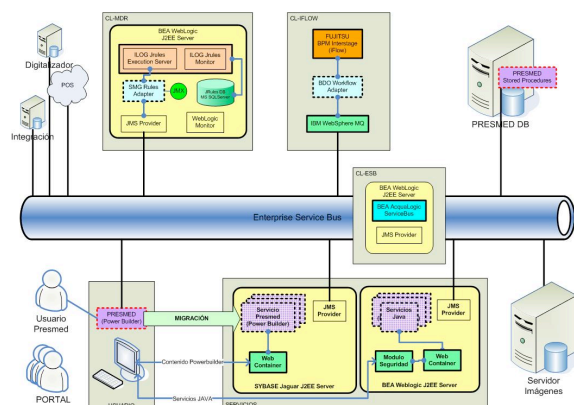 CL-MDR
BEA WebLogic
J2EE Server
ILOG Jrules
Execution Server
ILOG Jrules
Monitor
SMG Rules
Adapter
JMX
JRules DB
MS SQLServer
JMS Provider
WebLogic
Monitor
CL-IFLOW
FUJITSU
BPM Interstage
(iFlow)
BDO Workflow
Adapter
IBM WebSphere MQ
Digitalizador
POS
Integración
PRESMED
Stored Procedures
PRESMED DB
CL-ESB
BEA WebLogic
J2EE Server
BEA AcquaLogic
ServiceBus
JMS Provider
Enterprise Service Bus
Usuario
Presmed
PRESMED
(Power Builder)
MIGRACIÓN
Servicio
Presmed
(Power Builder)
JMS
Provider
Web
Container
SYBASE Jaguar J2EE Server
Servicios
Java
JMS
Provider
Modulo
Seguridad
Web
Container
BEA Weblogic J2EE Server
Contenido Powerbuilder
Servicios JAVA
PORTAL
USUARIO
SERVICIOS
Servidor
Imágenes